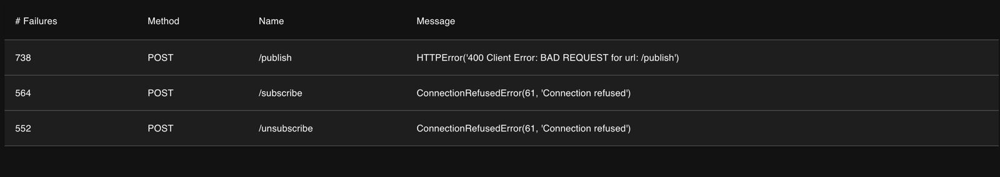 # Failures Method Name Message
738 POST /publish HTTPError('400 Client Error: BAD REQUEST for url: /publish')
564 POST /subscribe ConnectionRefusedError(61, 'Connection refused')
552 POST /unsubscribe ConnectionRefusedError(61, 'Connection refused')